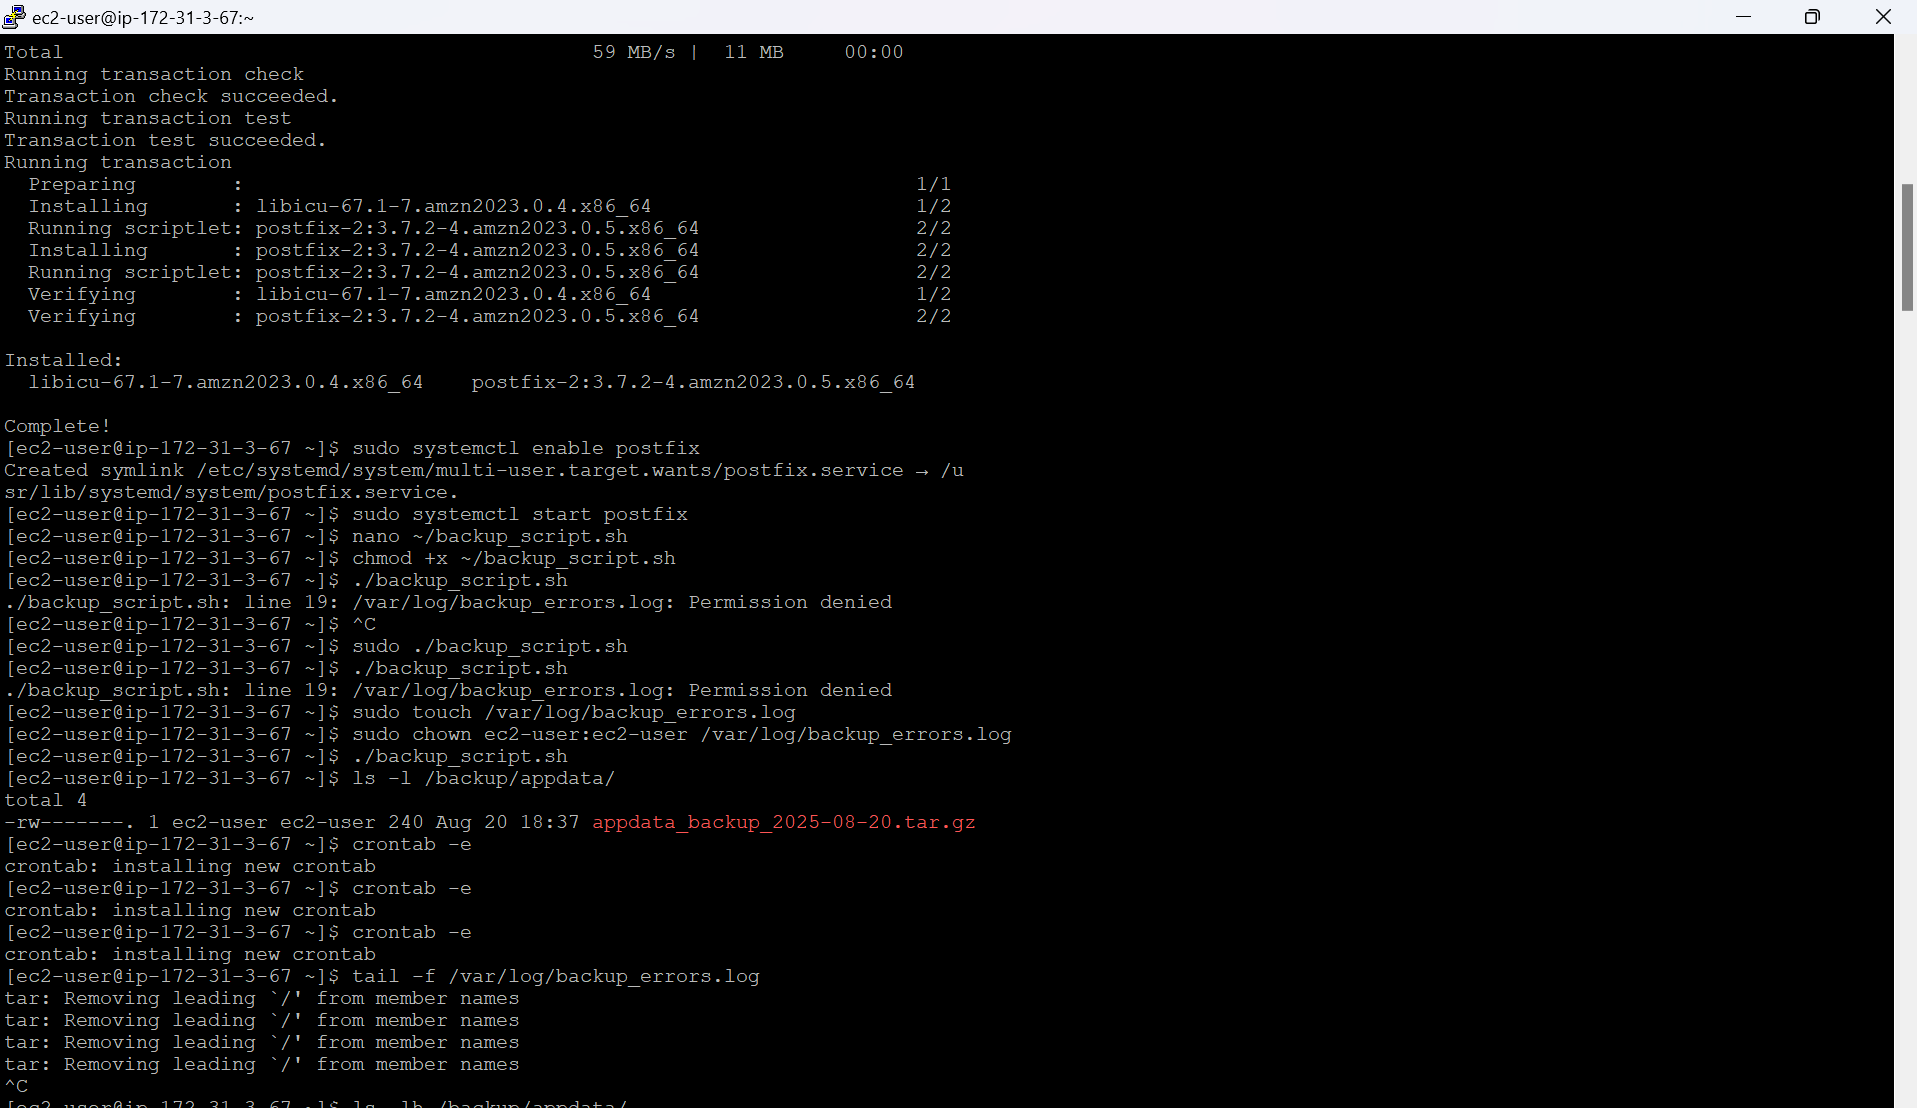 ec2-user@ip-172-31-3-67:~
Total                                            59 MB/s |  11 MB     00:00
Running transaction check
Transaction check succeeded.
Running transaction test
Transaction test succeeded.
Running transaction
  Preparing        :                                                        1/1
  Installing       : libicu-67.1-7.amzn2023.0.4.x86_64                      1/2
  Running scriptlet: postfix-2:3.7.2-4.amzn2023.0.5.x86_64                  2/2
  Installing       : postfix-2:3.7.2-4.amzn2023.0.5.x86_64                  2/2
  Running scriptlet: postfix-2:3.7.2-4.amzn2023.0.5.x86_64                  2/2
  Verifying        : libicu-67.1-7.amzn2023.0.4.x86_64                      1/2
  Verifying        : postfix-2:3.7.2-4.amzn2023.0.5.x86_64                  2/2
Installed:
  libicu-67.1-7.amzn2023.0.4.x86_64    postfix-2:3.7.2-4.amzn2023.0.5.x86_64
Complete!
[ec2-user@ip-172-31-3-67 ~]$ sudo systemctl enable postfix
Created symlink /etc/systemd/system/multi-user.target.wants/postfix.service → /u
sr/lib/systemd/system/postfix.service.
[ec2-user@ip-172-31-3-67 ~]$ sudo systemctl start postfix
[ec2-user@ip-172-31-3-67 ~]$ nano ~/backup_script.sh
[ec2-user@ip-172-31-3-67 ~]$ chmod +x ~/backup_script.sh
[ec2-user@ip-172-31-3-67 ~]$ ./backup_script.sh
./backup_script.sh: line 19: /var/log/backup_errors.log: Permission denied
[ec2-user@ip-172-31-3-67 ~]$ ^C
[ec2-user@ip-172-31-3-67 ~]$ sudo ./backup_script.sh
[ec2-user@ip-172-31-3-67 ~]$ ./backup_script.sh
./backup_script.sh: line 19: /var/log/backup_errors.log: Permission denied
[ec2-user@ip-172-31-3-67 ~]$ sudo touch /var/log/backup_errors.log
[ec2-user@ip-172-31-3-67 ~]$ sudo chown ec2-user:ec2-user /var/log/backup_errors.log
[ec2-user@ip-172-31-3-67 ~]$ ./backup_script.sh
[ec2-user@ip-172-31-3-67 ~]$ ls -l /backup/appdata/
total 4
-rw-------. 1 ec2-user ec2-user 240 Aug 20 18:37 appdata_backup_2025-08-20.tar.gz
[ec2-user@ip-172-31-3-67 ~]$ crontab -e
crontab: installing new crontab
[ec2-user@ip-172-31-3-67 ~]$ crontab -e
crontab: installing new crontab
[ec2-user@ip-172-31-3-67 ~]$ crontab -e
crontab: installing new crontab
[ec2-user@ip-172-31-3-67 ~]$ tail -f /var/log/backup_errors.log
tar: Removing leading `/' from member names
tar: Removing leading `/' from member names
tar: Removing leading `/' from member names
tar: Removing leading `/' from member names
^C
[ec2-user@ip-172-31-3-67 ~]$ ls -lh /backup/appdata/